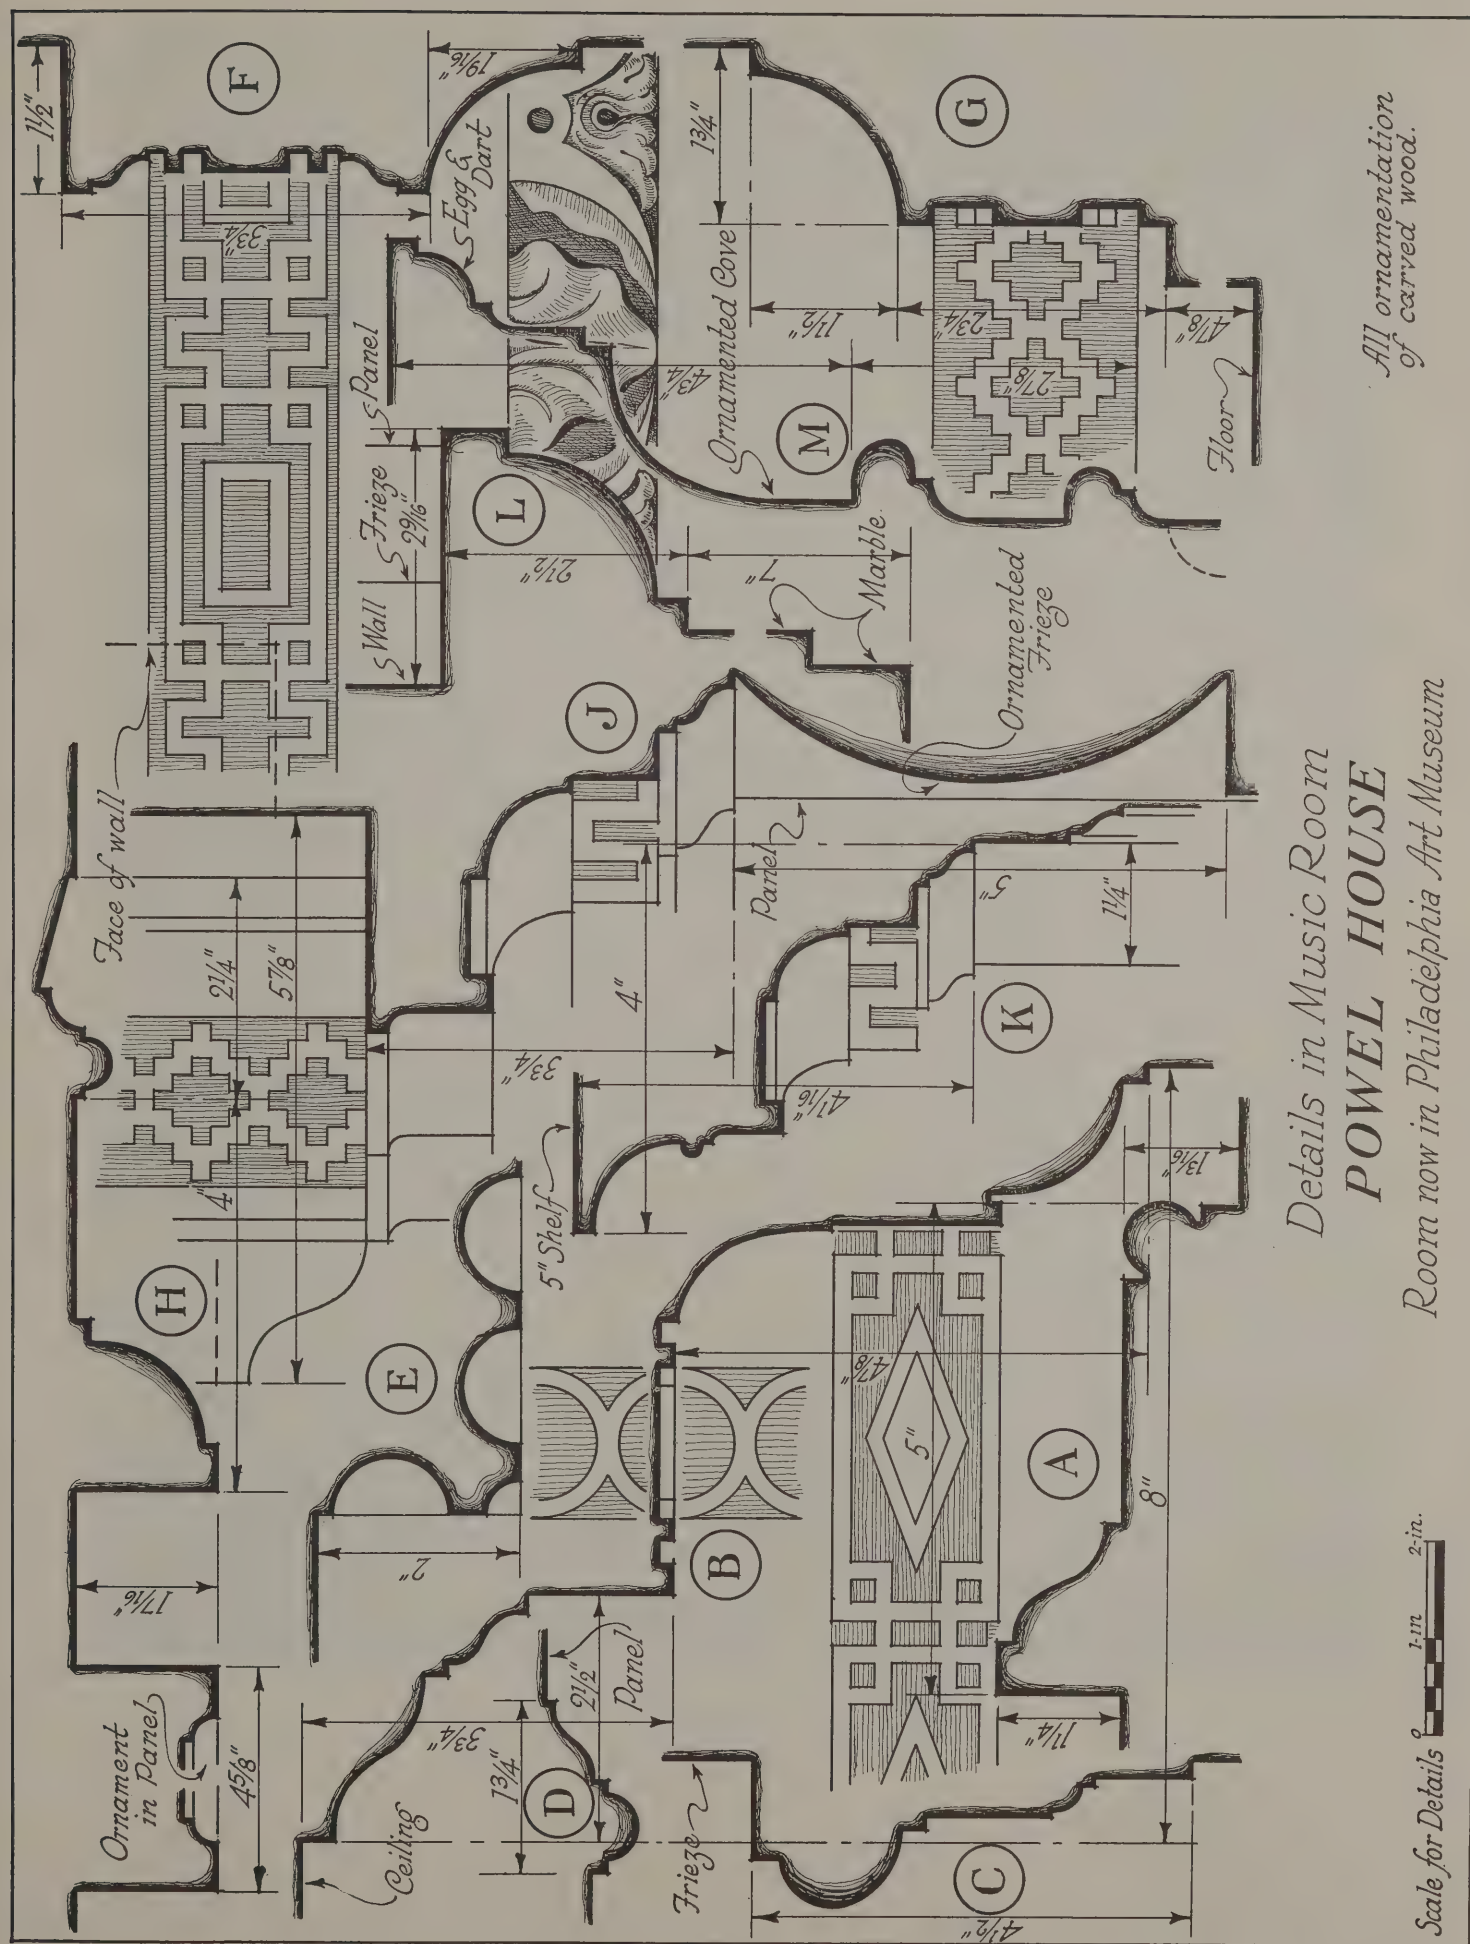 Ornament
in Panel
4 5/8"
1 7/16"
4"
H
2 1/4"
5 7/8"
Face of wall
1 1/2"
F
3 3/4"
1 9/16"
Ceiling
3 3/4"
2"
E
3 3/4"
Wall
Frieze
Panel
2 9/16"
Egg &
Dart
D
1 3/4"
2 1/2"
Panel
5" Shelf
4"
J
2 1/2"
L
4 3/4"
Frieze
B
4 1/16"
Panel
7"
Marble
Ornamented Cove
1 3/4"
M
C
4 1/2"
5"
4 7/8"
A
1 1/4"
8"
1 3/16"
K
5"
1 1/4"
Ornamented
Frieze
1 1/2"
2 3/4"
2 7/8"
4 7/8"
G
Floor
Details in Music Room
POWEL HOUSE
Room now in Philadelphia Art Museum
Scale for Details
0 1-in 2-in.
All ornamentation
of carved wood.